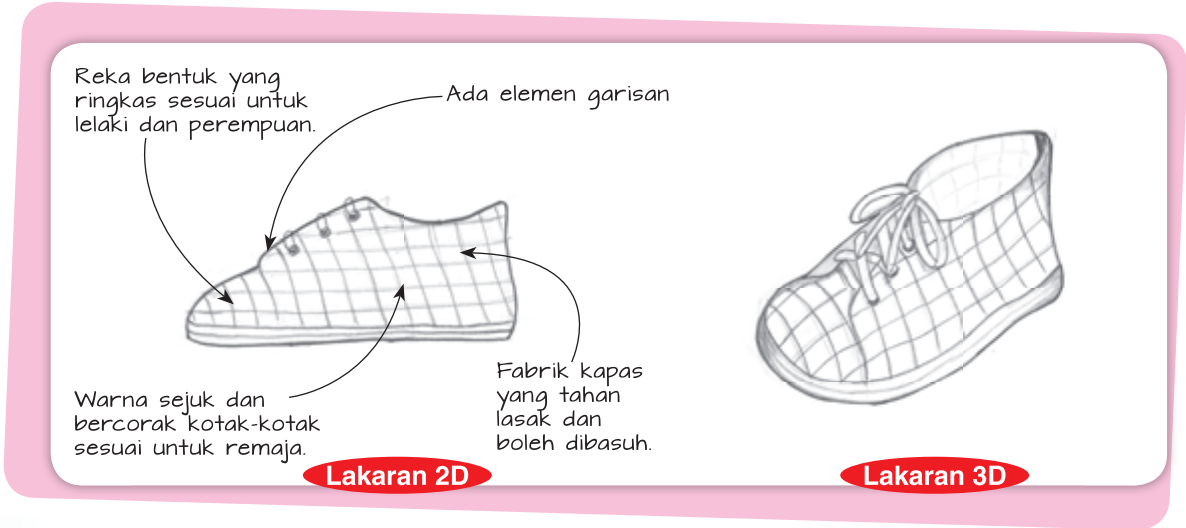 Reka bentuk yang
ringkas sesuai untuk
lelaki dan perempuan.
Ada elemen garisan
Warna sejuk dan
bercorak kotak-kotak
sesuai untuk remaja.
Fabrik kapas
yang tahan
lasak dan
boleh dibasuh.
Lakaran 2D
Lakaran 3D